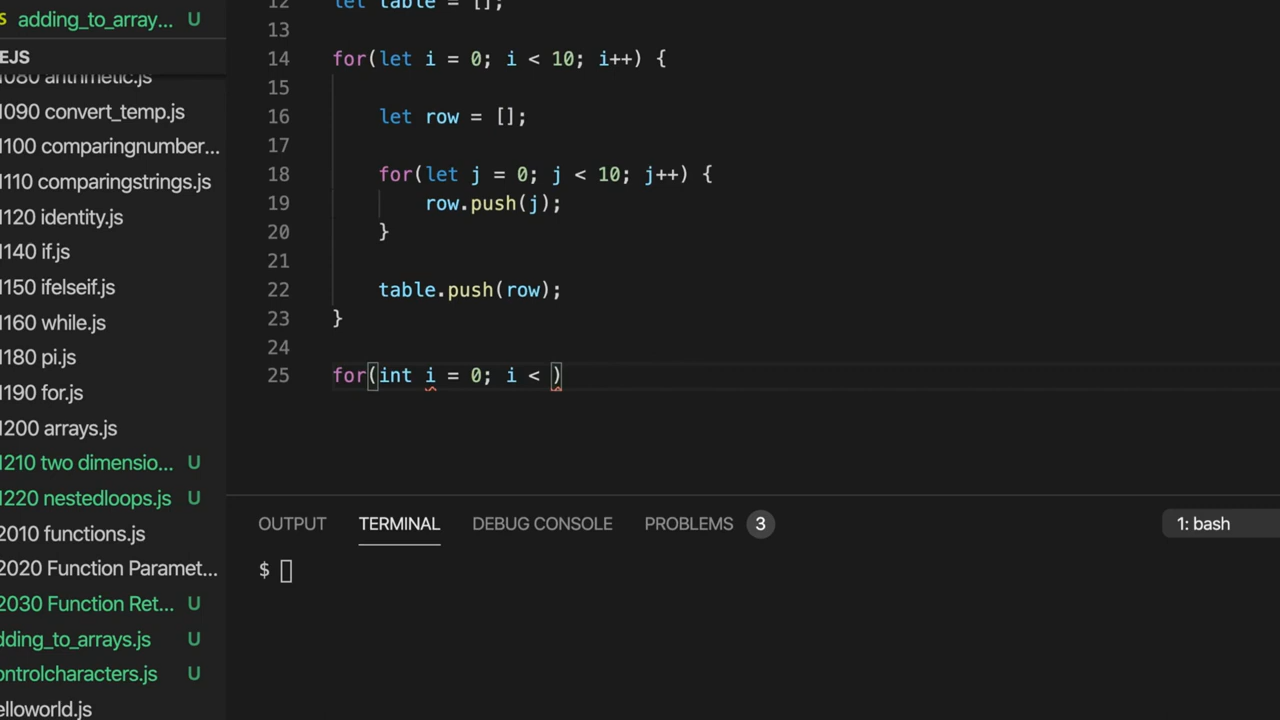 adding_to_array... U
EJS
1080 arithmetic.js
1090 convert_temp.js
1100 comparingnumber...
1110 comparingstrings.js
1120 identity.js
1140 if.js
1150 ifelseif.js
1160 while.js
1180 pi.js
1190 for.js
1200 arrays.js
1210 two dimensio... U
1220 nestedloops.js U
2010 functions.js
2020 Function Paramet...
2030 Function Ret... U
dding_to_arrays.js U
ontrolcharacters.js U
elloworld.js
12 let table = [];
13
14 for(let i = 0; i < 10; i++) {
15
16 let row = [];
17
18 for(let j = 0; j < 10; j++) {
19 row.push(j);
20 }
21
22 table.push(row);
23 }
24
25 for(int i = 0; i < )
OUTPUT TERMINAL DEBUG CONSOLE PROBLEMS 3 1: bash
$